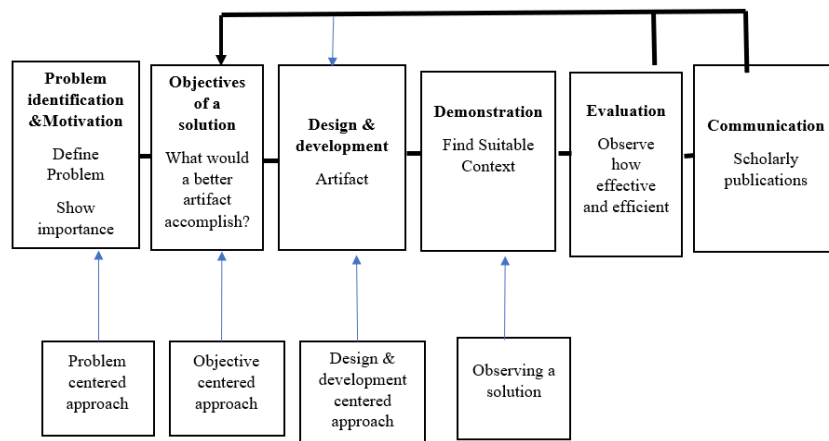 Problem
identification
&Motivation
Define
Problem
Show
importance
Objectives
of a
solution
What would
a better
artifact
accomplish?
Design &
development
Artifact
Demonstration
Find Suitable
Context
Evaluation
Observe
how
effective
and efficient
Communication
Scholarly
publications
Problem
centered
approach
Objective
centered
approach
Design &
development
centered
approach
Observing a
solution